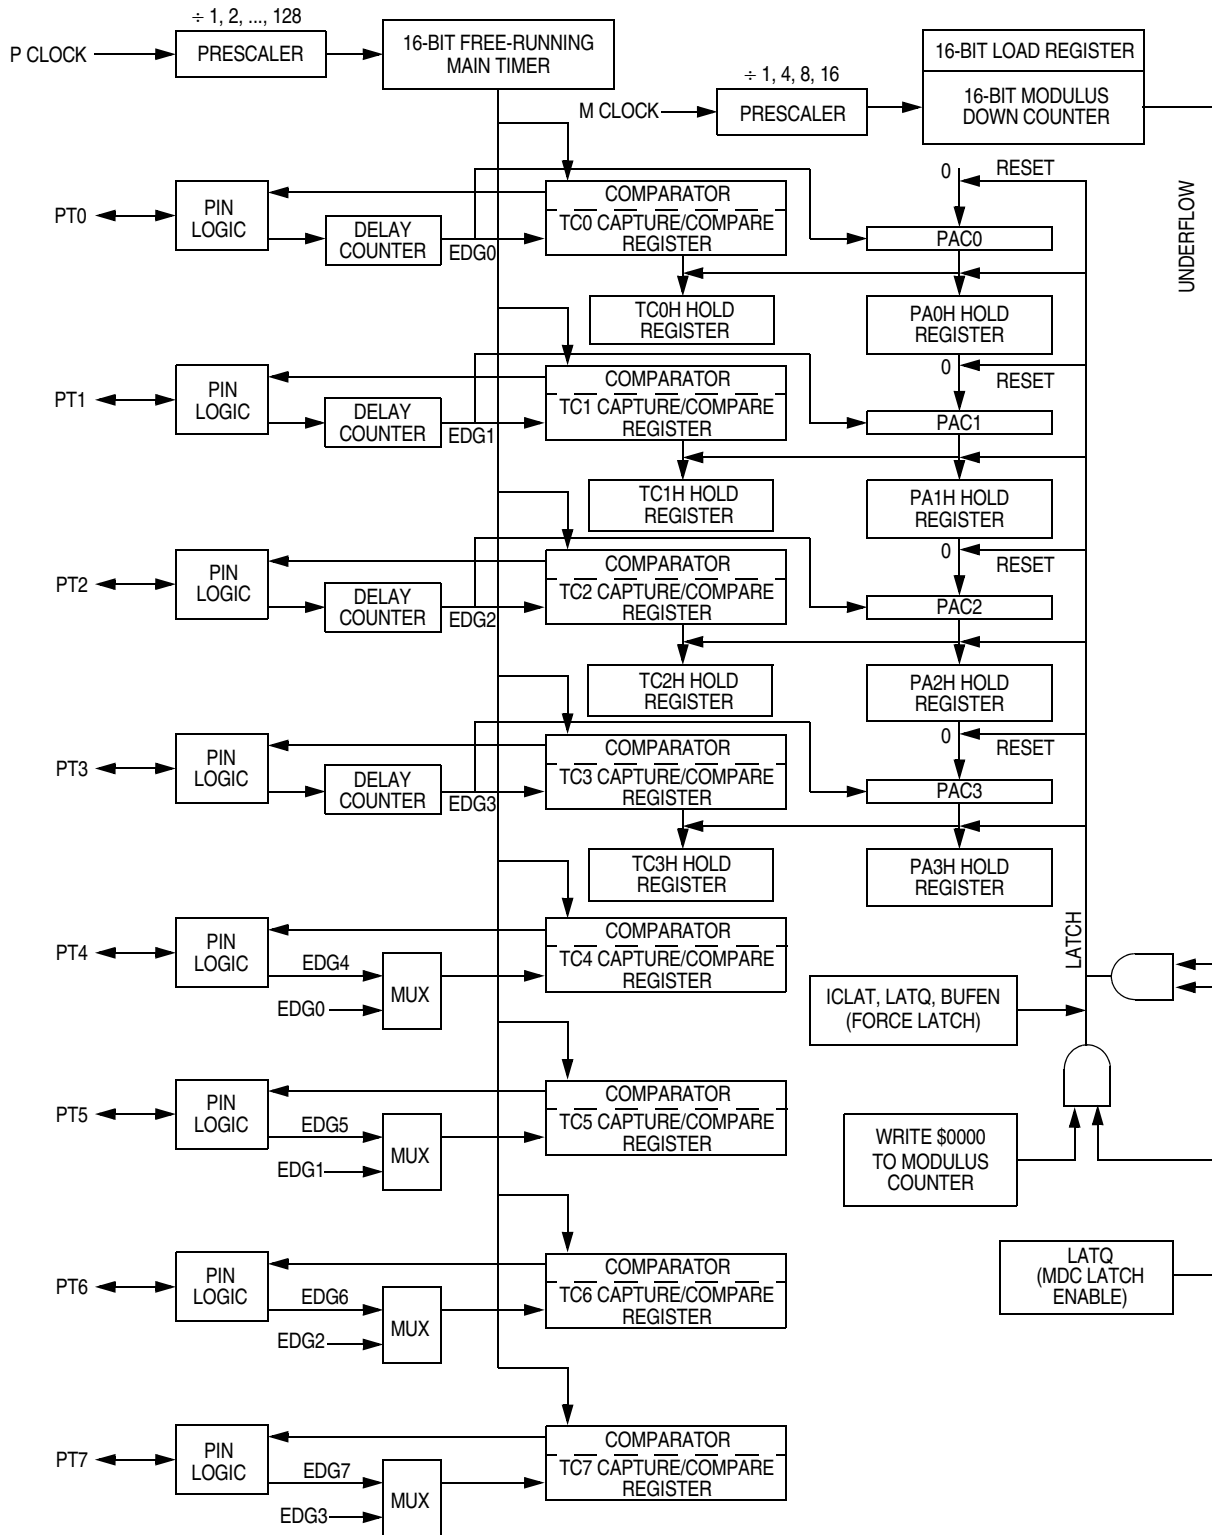 ÷ 1, 2, ..., 128
P CLOCK
PRESCALER
16-BIT FREE-RUNNING
MAIN TIMER
÷ 1, 4, 8, 16
M CLOCK
PRESCALER
16-BIT LOAD REGISTER
16-BIT MODULUS
DOWN COUNTER
UNDERFLOW
PT0
PIN
LOGIC
DELAY
COUNTER
EDG0
COMPARATOR
TC0 CAPTURE/COMPARE
REGISTER
TC0H HOLD
REGISTER
0
RESET
PAC0
PA0H HOLD
REGISTER
PT1
PIN
LOGIC
DELAY
COUNTER
EDG1
COMPARATOR
TC1 CAPTURE/COMPARE
REGISTER
TC1H HOLD
REGISTER
0
RESET
PAC1
PA1H HOLD
REGISTER
PT2
PIN
LOGIC
DELAY
COUNTER
EDG2
COMPARATOR
TC2 CAPTURE/COMPARE
REGISTER
TC2H HOLD
REGISTER
0
RESET
PAC2
PA2H HOLD
REGISTER
PT3
PIN
LOGIC
DELAY
COUNTER
EDG3
COMPARATOR
TC3 CAPTURE/COMPARE
REGISTER
TC3H HOLD
REGISTER
0
RESET
PAC3
PA3H HOLD
REGISTER
PT4
PIN
LOGIC
EDG4
EDG0
MUX
COMPARATOR
TC4 CAPTURE/COMPARE
REGISTER
LATCH
ICLAT, LATQ, BUFEN
(FORCE LATCH)
PT5
PIN
LOGIC
EDG5
EDG1
MUX
COMPARATOR
TC5 CAPTURE/COMPARE
REGISTER
WRITE $0000
TO MODULUS
COUNTER
PT6
PIN
LOGIC
EDG6
EDG2
MUX
COMPARATOR
TC6 CAPTURE/COMPARE
REGISTER
LATQ
(MDC LATCH
ENABLE)
PT7
PIN
LOGIC
EDG7
EDG3
MUX
COMPARATOR
TC7 CAPTURE/COMPARE
REGISTER